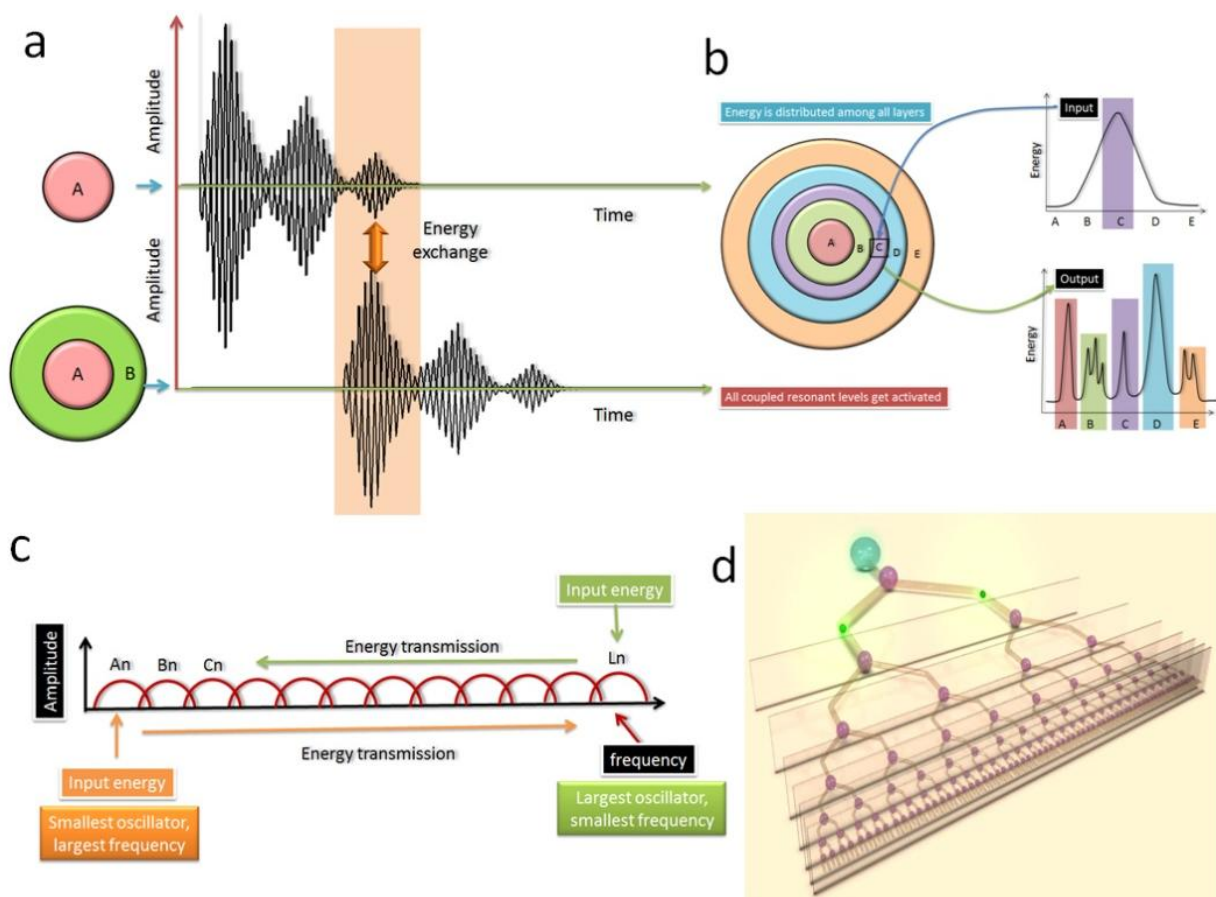 a
Amplitude
A
Time
Energy
exchange
Amplitude
A
B
Time
b
Energy is distributed among all layers
Input
Energy
A B C D E
A
B
C
D
E
Output
Energy
All coupled resonant levels get activated
A B C D E
c
Input energy
Amplitude
An
Bn
Cn
Energy transmission
Ln
Energy transmission
Input energy
frequency
Smallest oscillator,
largest frequency
Largest oscillator,
smallest frequency
d